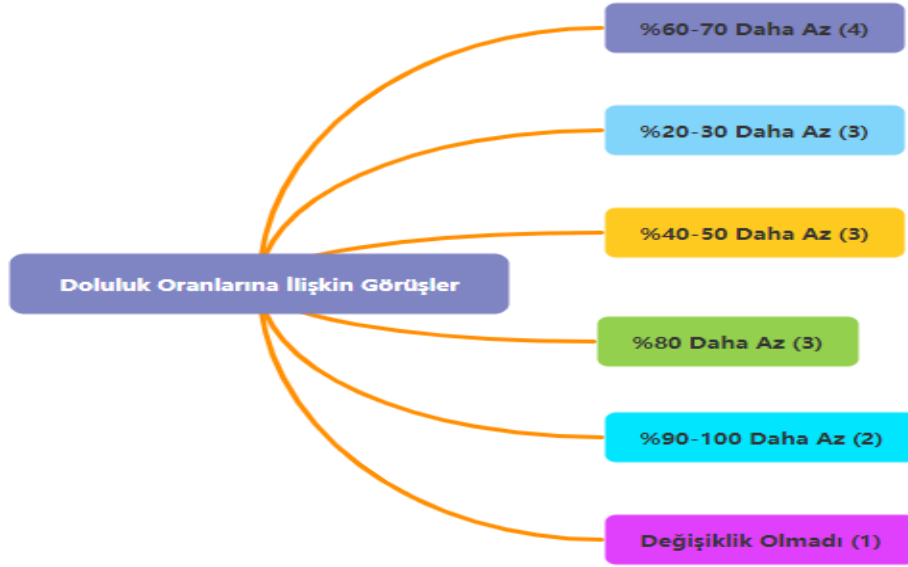 %60-70 Daha Az (4)
%20-30 Daha Az (3)
%40-50 Daha Az (3)
Doluluk Oranlarına İlişkin Görüşler
%80 Daha Az (3)
%90-100 Daha Az (2)
Değişiklik Olmadı (1)